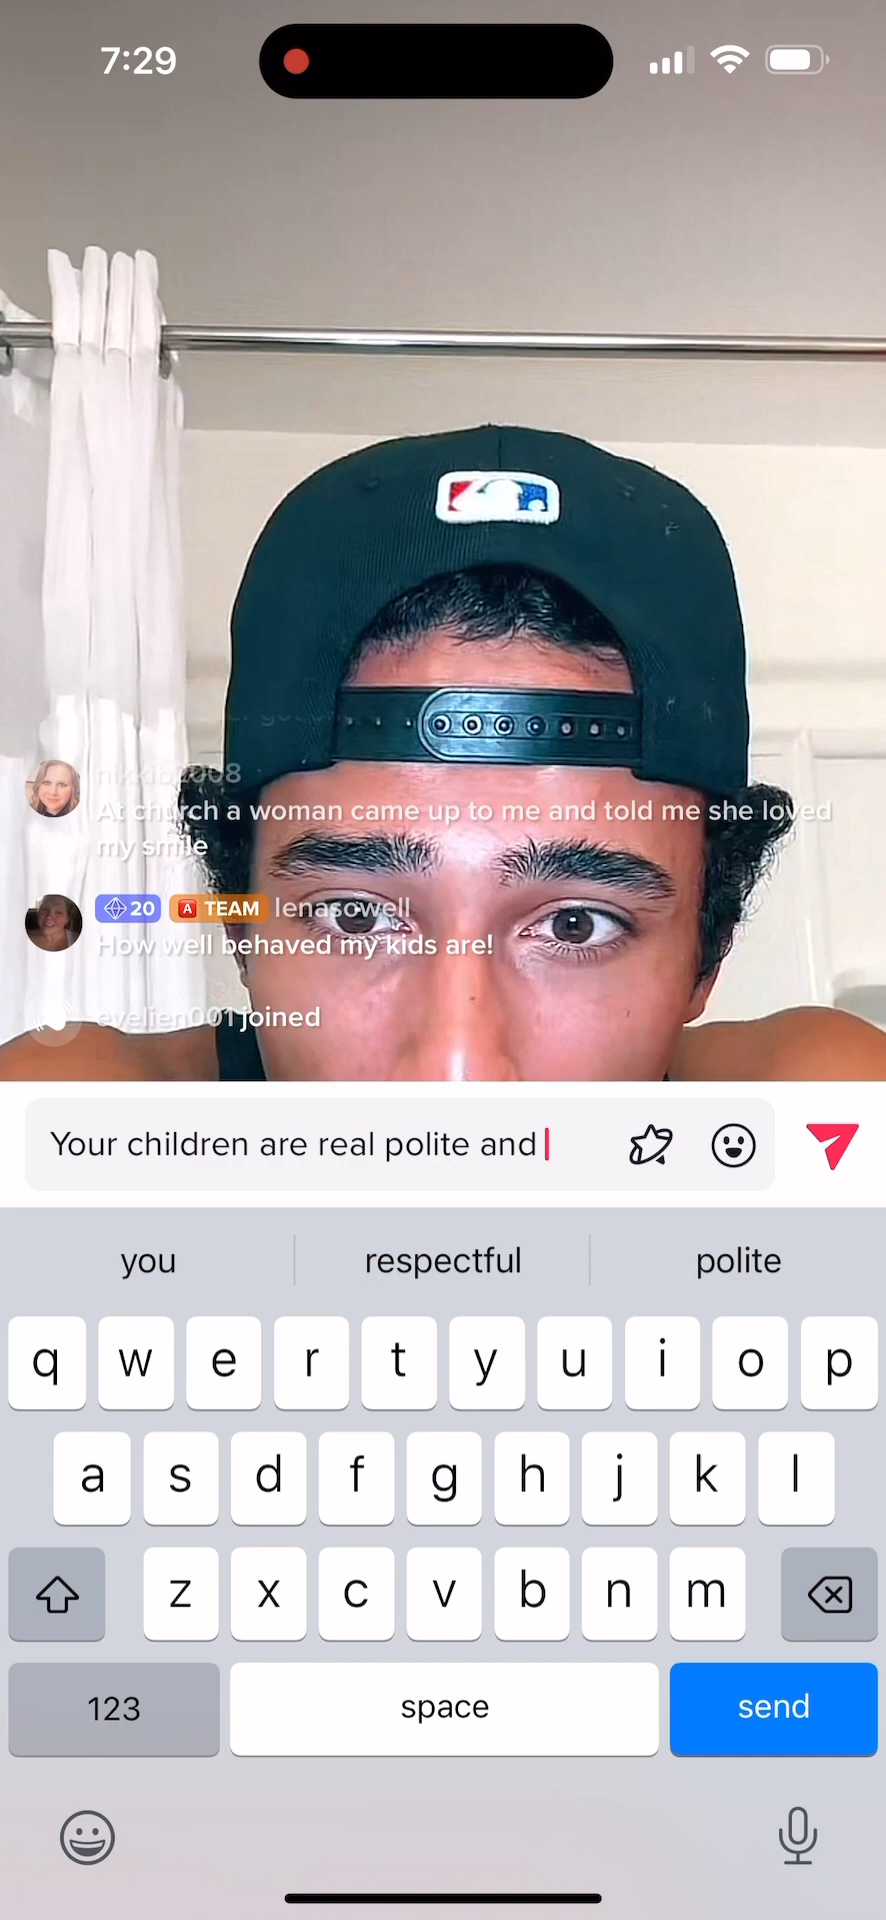 7:29
nikkib2008
At church a woman came up to me and told me she loved
my smile
20 A TEAM lenasowell
How well behaved my kids are!
evelien001 joined
Your children are real polite and
you respectful polite
q w e r t y u i o p
a s d f g h j k l
z x c v b n m
123 space send